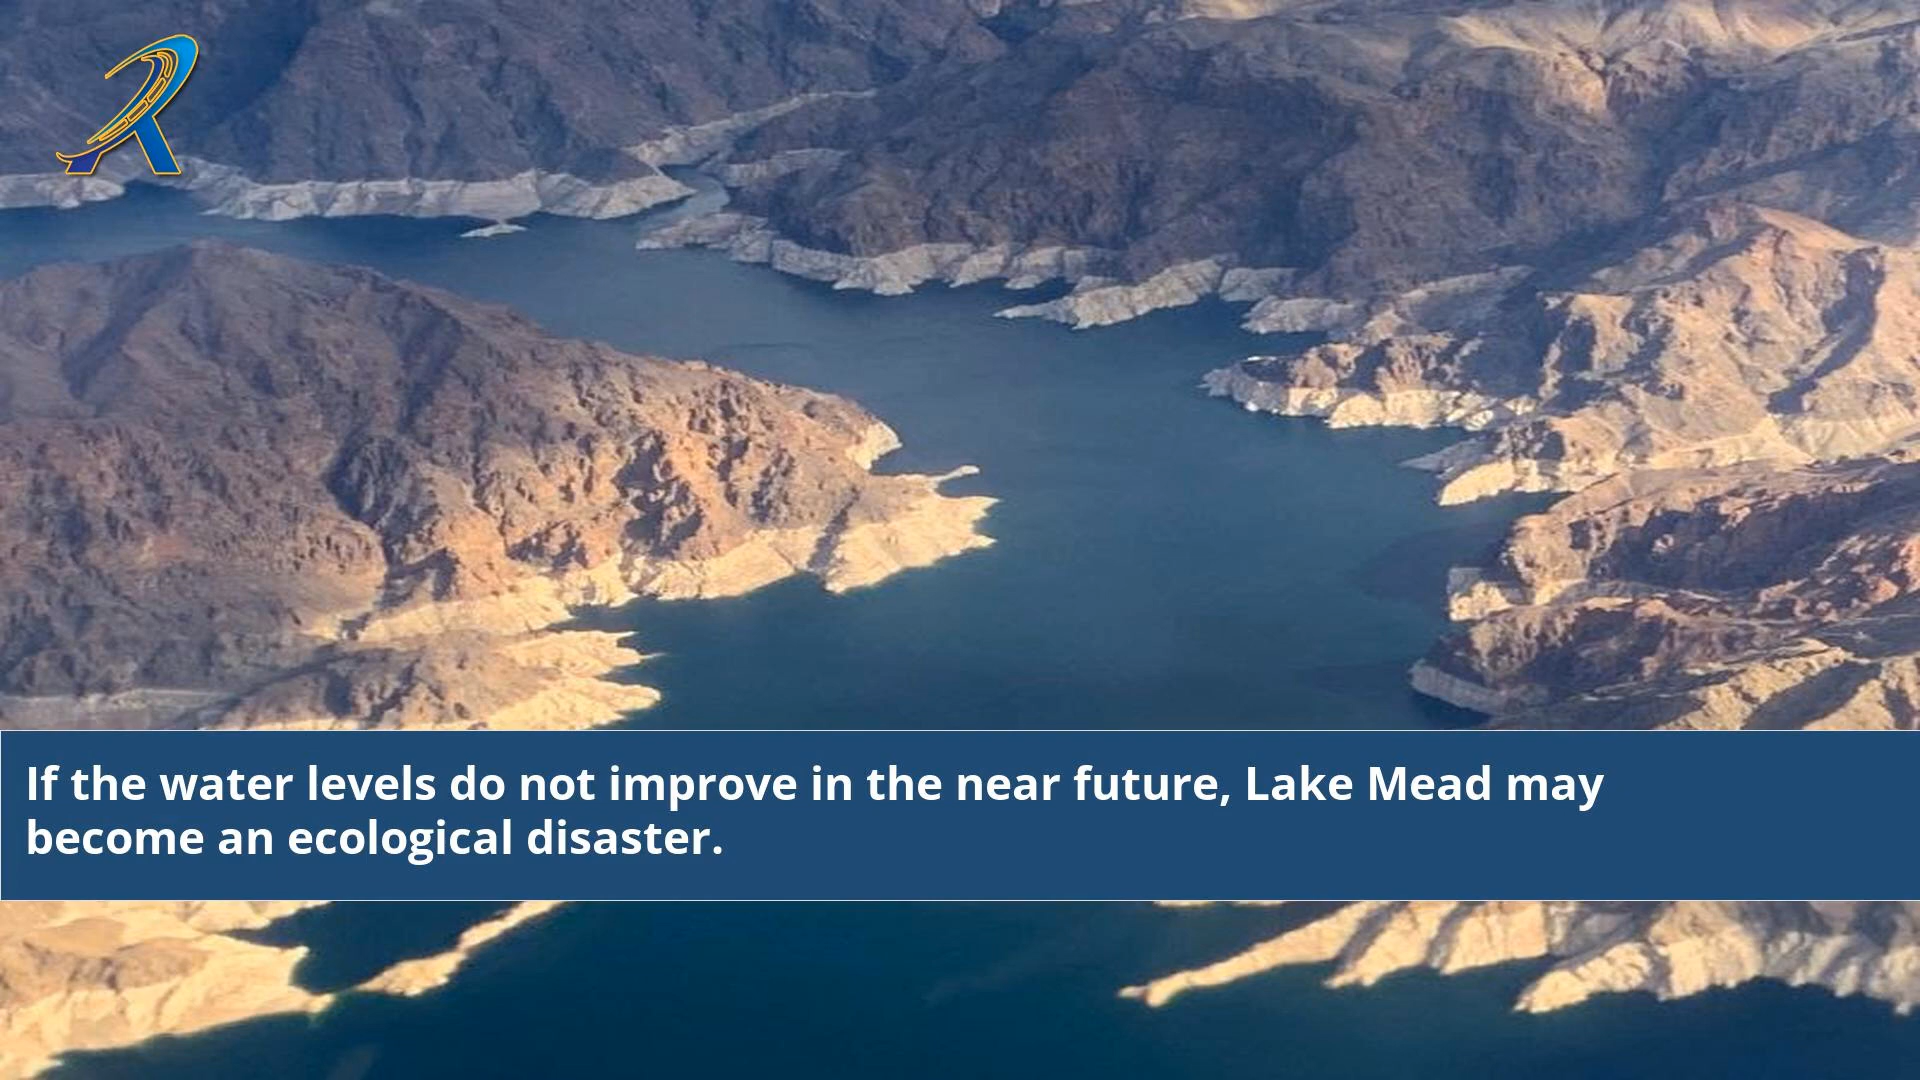 If the water levels do not improve in the near future, Lake Mead may
become an ecological disaster.